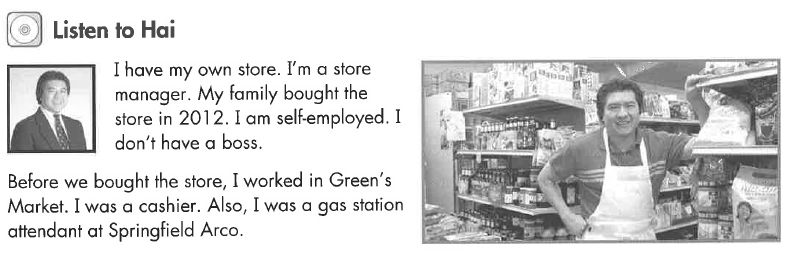 Listen to Hai
I have my own store. I'm a store
manager. My family bought the
store in 2012. I am self-employed. I
don't have a boss.
Before we bought the store, I worked in Green's
Market. I was a cashier. Also, I was a gas station
attendant at Springfield Arco.